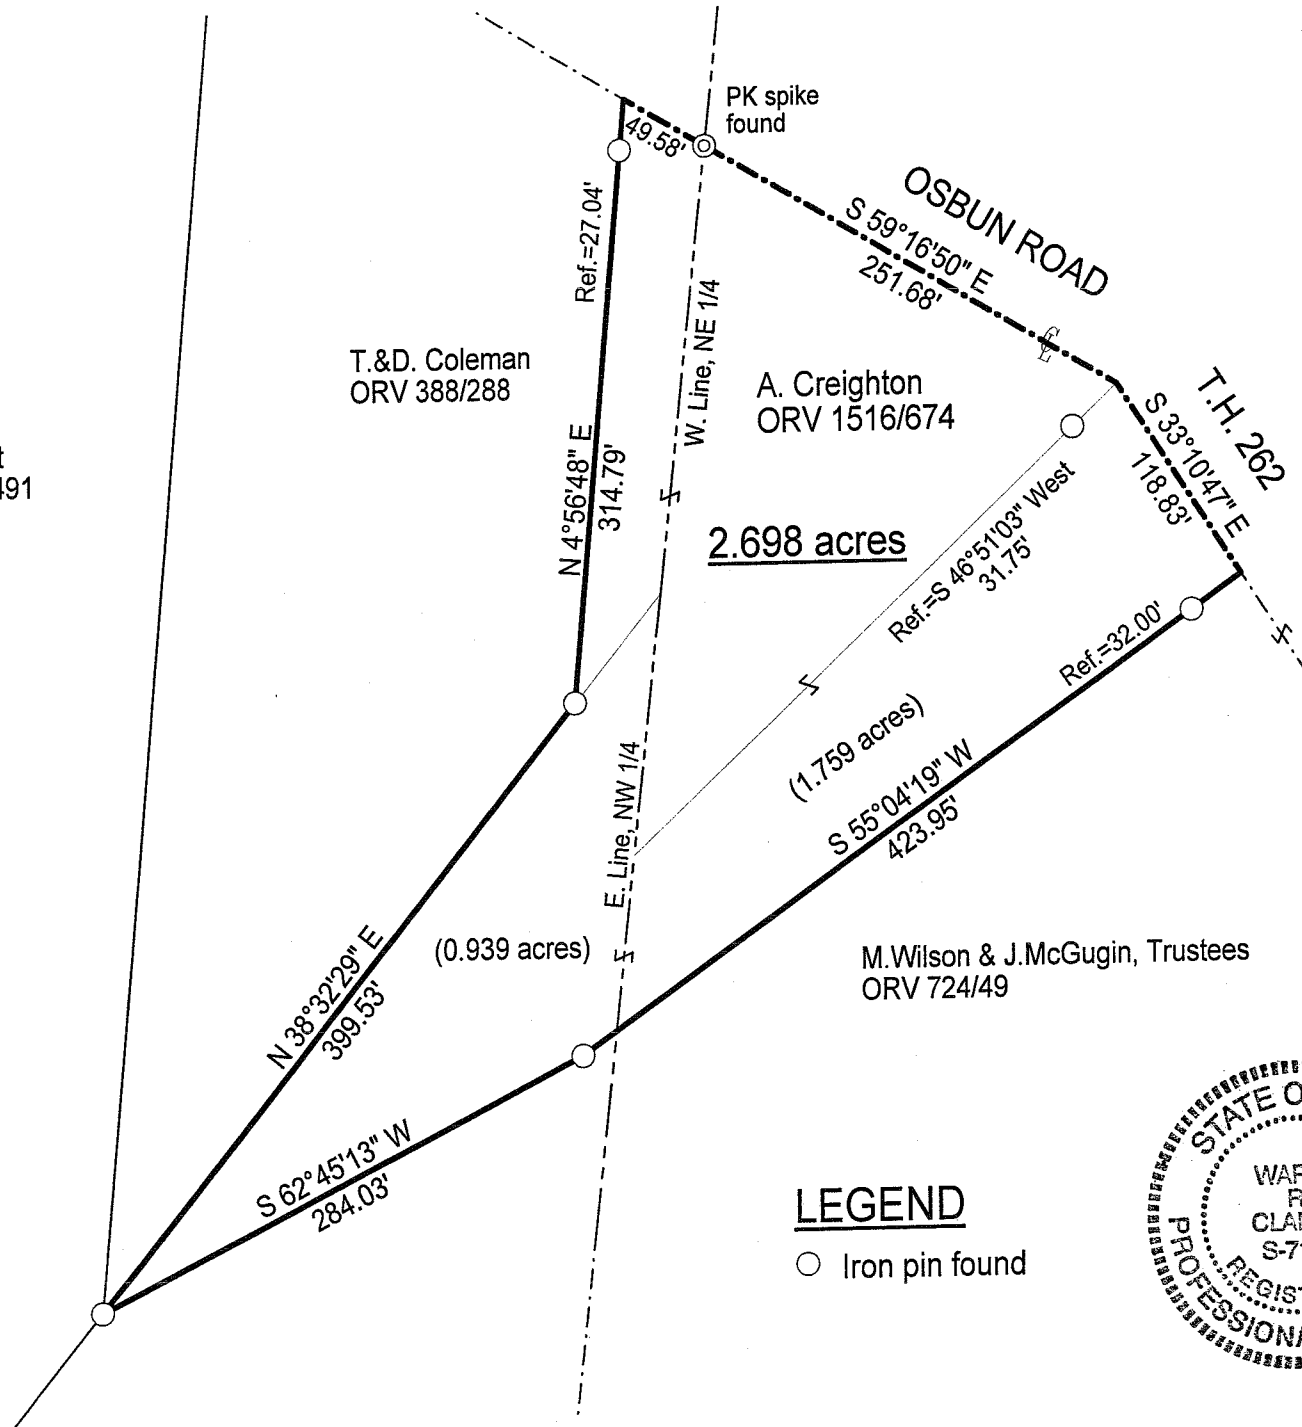 PK spike
found
49.58'
OSBUN ROAD
S 59°16'50" E
251.68'
Ref.=27.04'
W. Line, NE 1/4
T.&D. Coleman
ORV 388/288
A. Creighton
ORV 1516/674
T.H. 262
S 33°10'47" E
118.83'
491
N 4°56'48" E
314.79'
2.698 acres
Ref.=S 46°51'03" West
31.75'
Ref.=32.00'
(1.759 acres)
S 55°04'19" W
423.95'
E. Line, NW 1/4
(0.939 acres)
N 38°32'29" E
399.53'
M.Wilson & J.McGugin, Trustees
ORV 724/49
S 62°45'13" W
284.03'
LEGEND
Iron pin found
STATE O
S-7
PROFESSIONA
REGIS